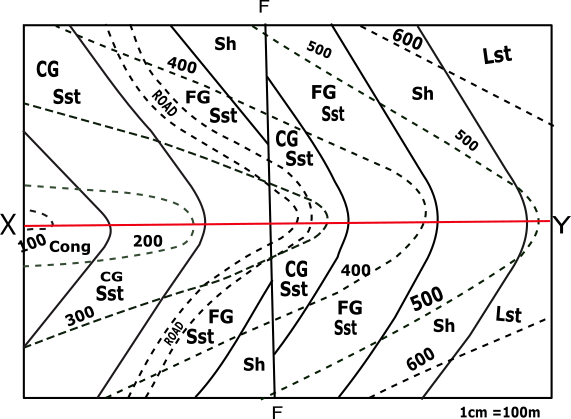 F
Sh
500
600
Lst
CG
Sst
400
FG
Sst
ROAD
FG
Sst
Sh
CG
Sst
500
X
Y
100
Cong
200
CG
Sst
300
CG
Sst
400
500
FG
Sst
ROAD
FG
Sst
Sh
Lst
Sh
600
F
1cm =100m